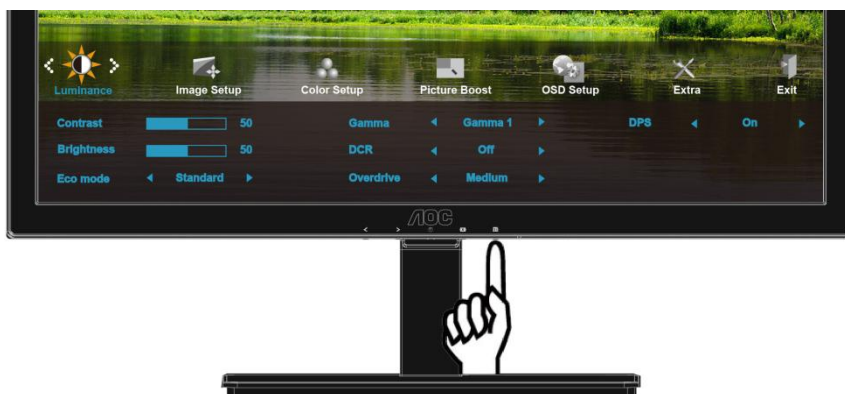 Luminance Image Setup Color Setup Picture Boost OSD Setup Extra Exit
Contrast 50 Gamma Gamma 1 DPS On
Brightness 50 DCR Off
Eco mode Standard Overdrive Medium
AOC